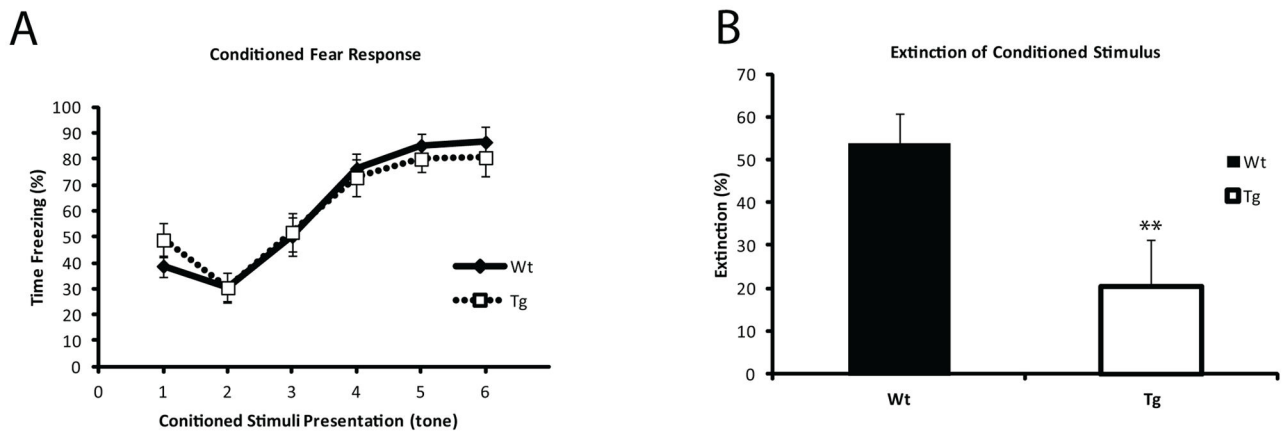 A
Conditioned Fear Response
100
90
80
70
60
50
40
30
20
10
0
Time Freezing (%)
0 1 2 3 4 5 6
Conitioned Stimuli Presentation (tone)
Wt
Tg
B
Extinction of Conditioned Stimulus
70
60
50
40
30
20
10
0
Extinction (%)
**
Wt Tg
Wt
Tg